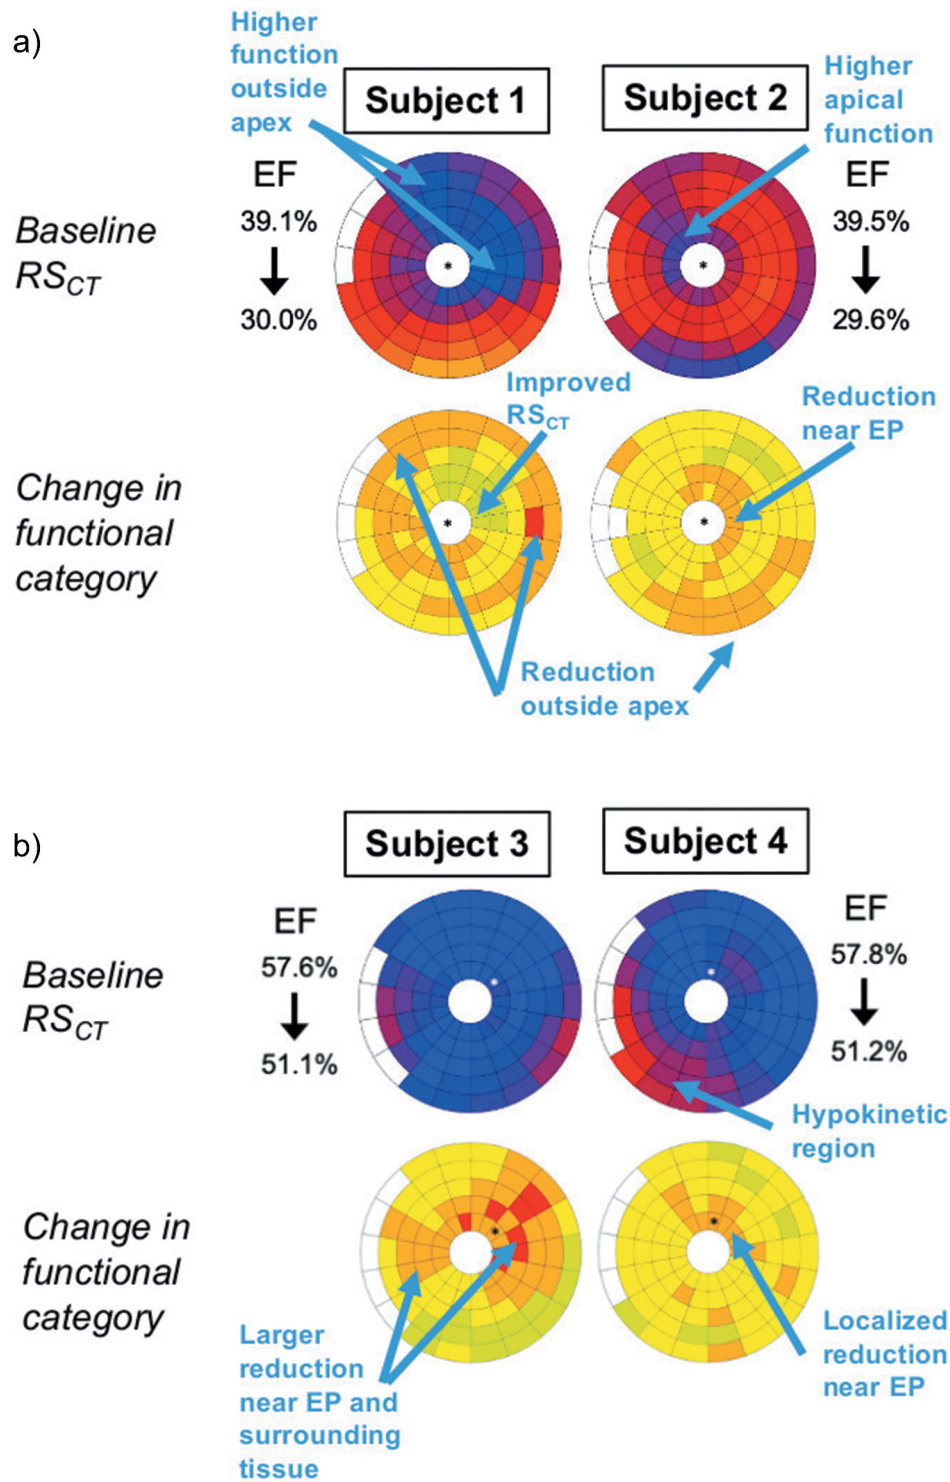 a)
Higher
function
outside
apex
Subject 1
Subject 2
Higher
apical
function
Baseline
RSCT
EF
39.1%
30.0%
*
*
EF
39.5%
29.6%
Improved
RSCT
Reduction
near EP
Change in
functional
category
*
*
Reduction
outside apex
b)
Subject 3
Subject 4
Baseline
RSCT
EF
57.6%
51.1%
*
*
EF
57.8%
51.2%
Hypokinetic
region
Change in
functional
category
*
*
Larger
reduction
near EP and
surrounding
tissue
Localized
reduction
near EP